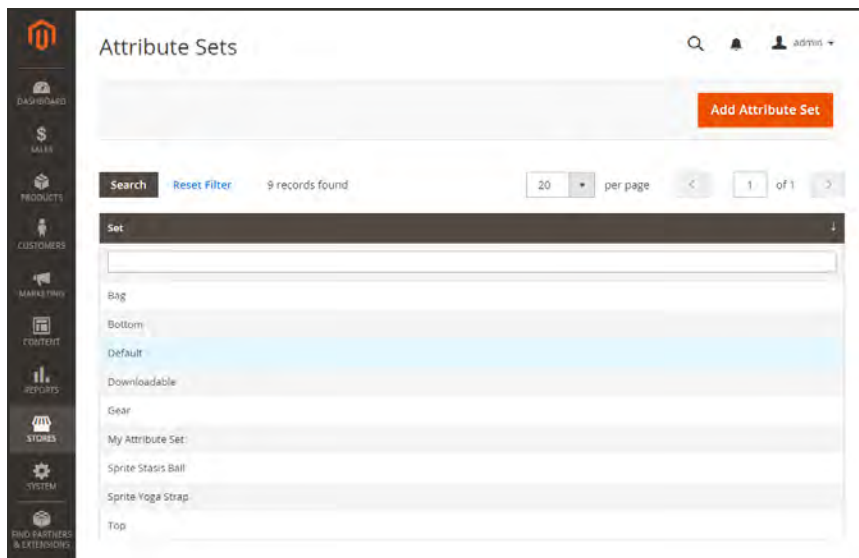 Attribute Sets
admin
DASHBOARD
SALES
PRODUCTS
CUSTOMERS
MARKETING
CONTENT
REPORTS
STORES
SYSTEM
FIND PARTNERS
& EXTENSIONS
Add Attribute Set
Search Reset Filter 9 records found 20 per page 1 of 1
Set
Bag
Bottom
Default
Downloadable
Gear
My Attribute Set
Sprite Stasis Ball
Sprite Yoga Strap
Top